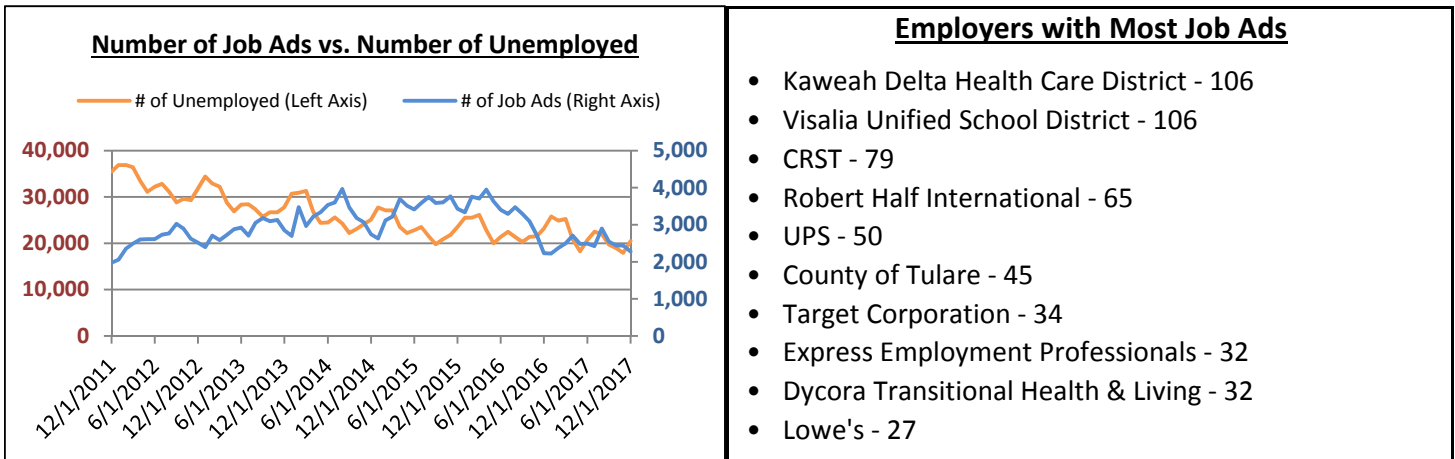 Number of Job Ads vs. Number of Unemployed
# of Unemployed (Left Axis) # of Job Ads (Right Axis)
40,000 5,000
30,000 4,000
20,000 3,000
10,000 2,000
0 1,000
0
12/1/2011 6/1/2012 12/1/2012 6/1/2013 12/1/2013 6/1/2014 12/1/2014 6/1/2015 12/1/2015 6/1/2016 12/1/2016 6/1/2017 12/1/2017
Employers with Most Job Ads
• Kaweah Delta Health Care District - 106
• Visalia Unified School District - 106
• CRST - 79
• Robert Half International - 65
• UPS - 50
• County of Tulare - 45
• Target Corporation - 34
• Express Employment Professionals - 32
• Dycora Transitional Health & Living - 32
• Lowe's - 27